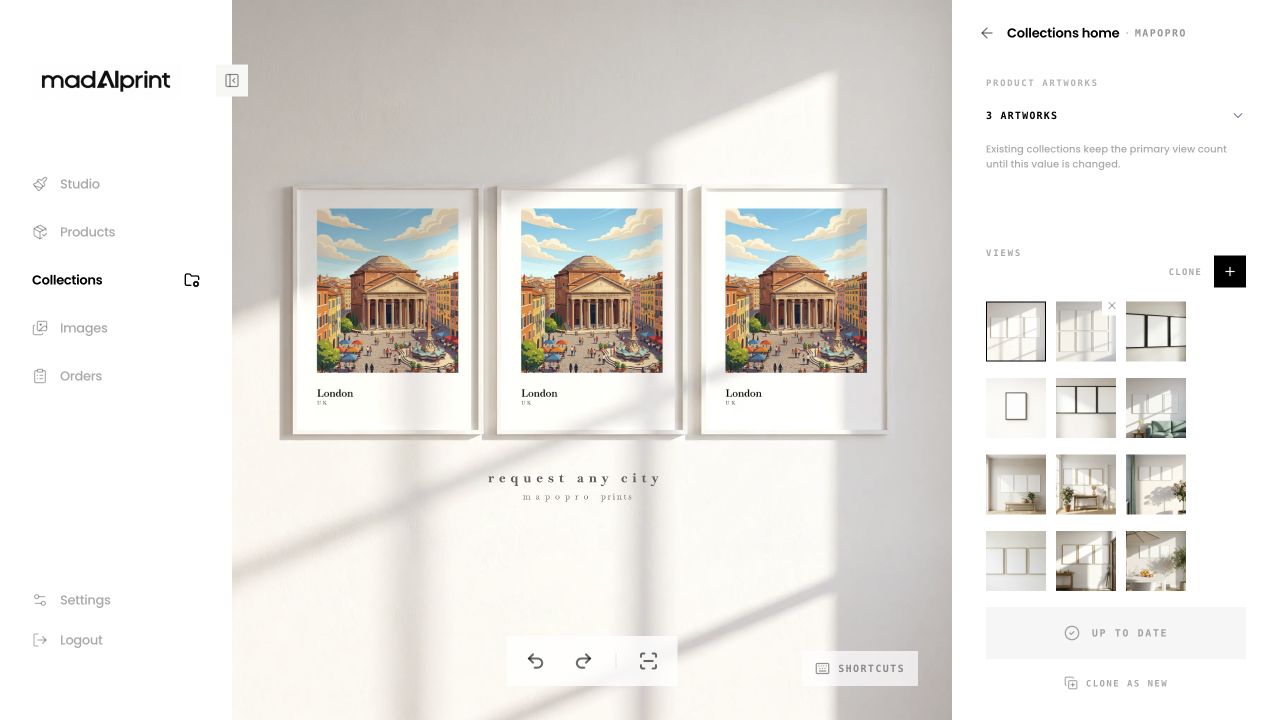 madAIprint
Studio
Products
Collections
Images
Orders
Settings
Logout
London
UK
London
UK
London
UK
request any city
mapopro prints
SHORTCUTS
Collections home · MAPOPRO
PRODUCT ARTWORKS
3 ARTWORKS
Existing collections keep the primary view count
until this value is changed.
VIEWS
CLONE
UP TO DATE
CLONE AS NEW